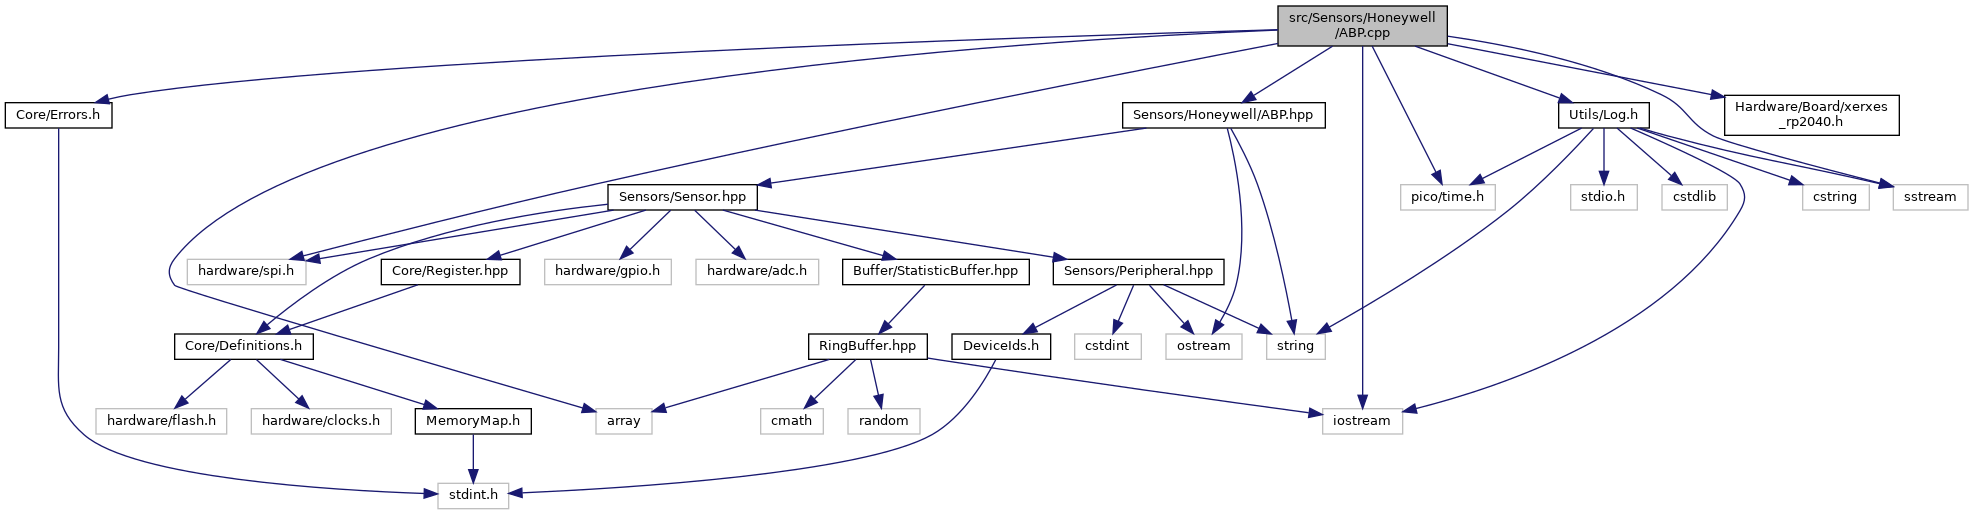 src/Sensors/Honeywell
/ABP.cpp
Core/Errors.h
Sensors/Honeywell/ABP.hpp
Utils/Log.h
Hardware/Board/xerxes
_rp2040.h
Sensors/Sensor.hpp
pico/time.h
stdio.h
cstdlib
cstring
sstream
hardware/spi.h
Core/Register.hpp
hardware/gpio.h
hardware/adc.h
Buffer/StatisticBuffer.hpp
Sensors/Peripheral.hpp
Core/Definitions.h
RingBuffer.hpp
DeviceIds.h
cstdint
ostream
string
hardware/flash.h
hardware/clocks.h
MemoryMap.h
array
cmath
random
iostream
stdint.h